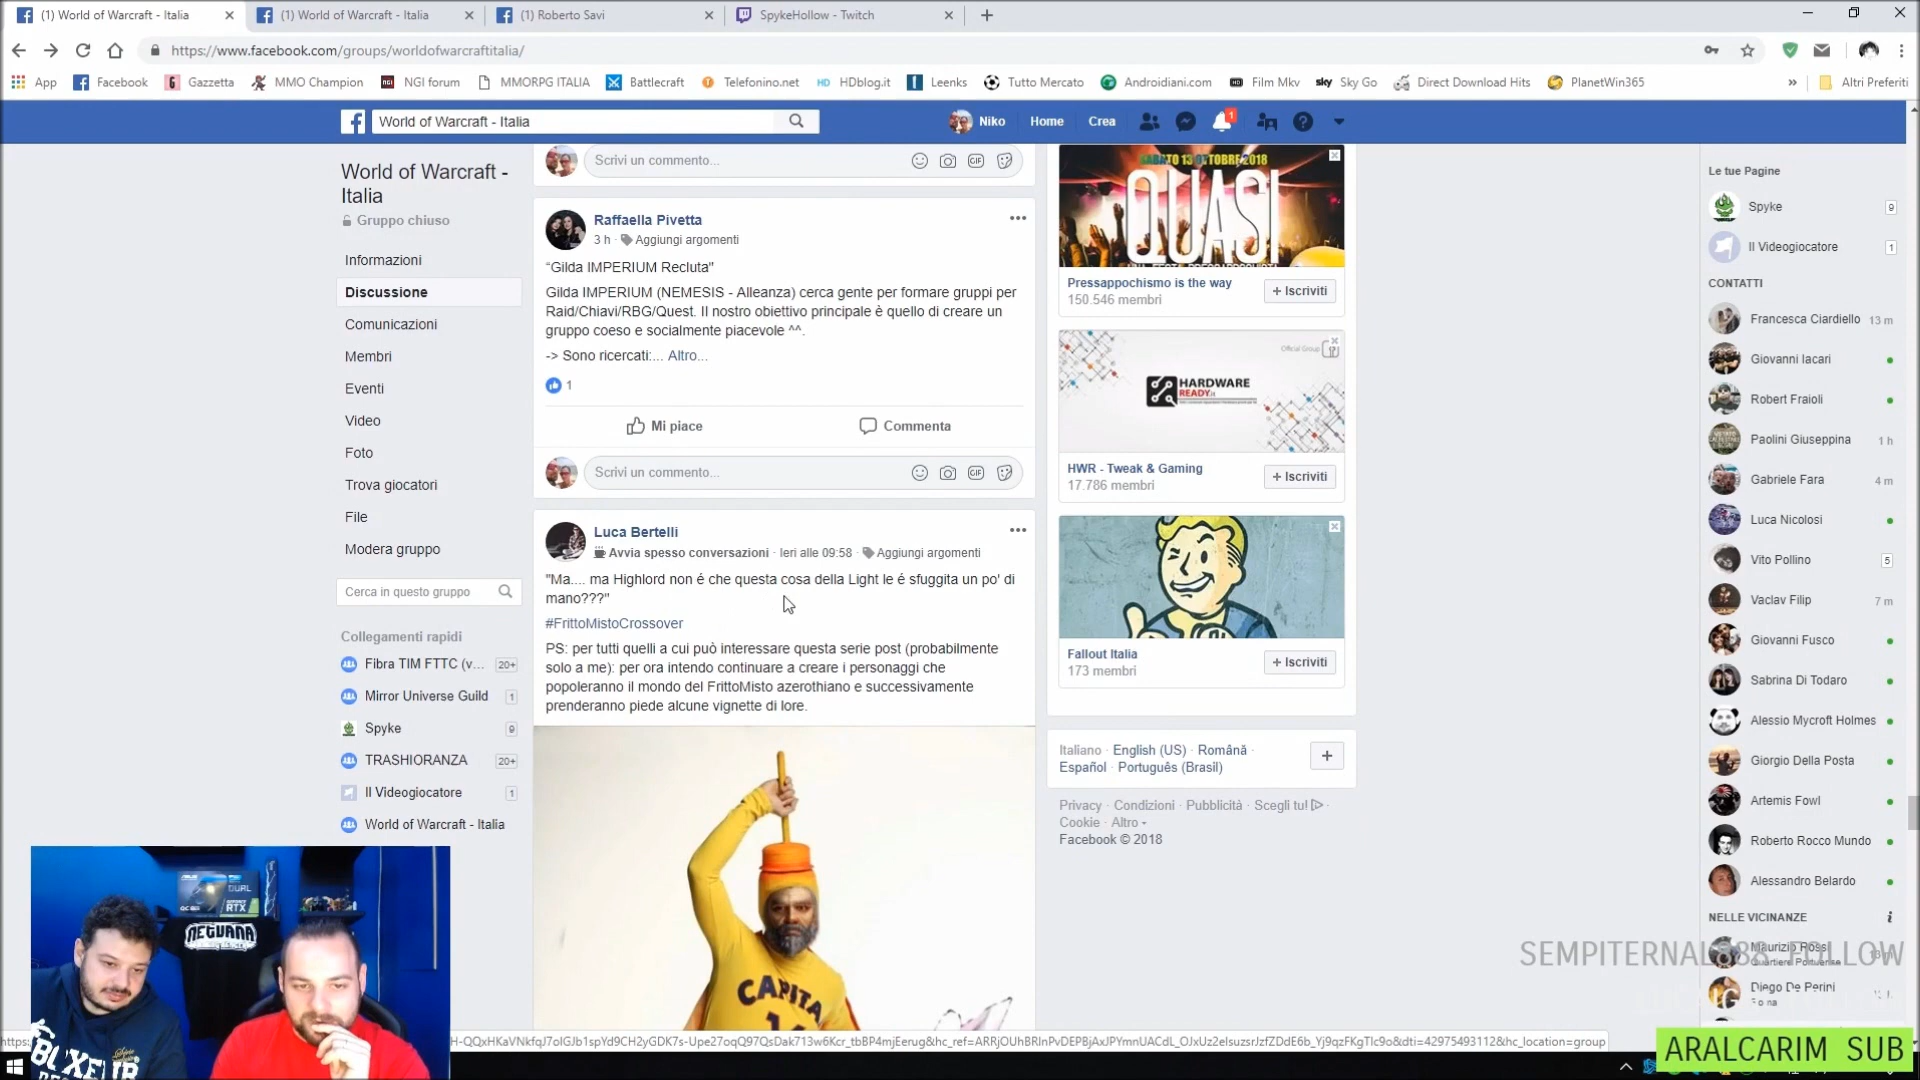 (1) World of Warcraft - Italia
(1) World of Warcraft - Italia
(1) Roberto Savi
SpykeHollow - Twitch
https://www.facebook.com/groups/worldofwarcraftitalia/
App
Facebook
Gazzetta
MMO Champion
NGI forum
MMORPG ITALIA
Battlecraft
Telefonino.net
HDblog.it
Leenks
Tutto Mercato
Androidiani.com
Film Mkv
Sky Go
Direct Download Hits
PlanetWin365
»
Altri Preferiti
World of Warcraft - Italia
Niko
Home
Crea
1
World of Warcraft -
Italia
Gruppo chiuso
Informazioni
Discussione
Comunicazioni
Membri
Eventi
Video
Foto
Trova giocatori
File
Modera gruppo
Cerca in questo gruppo
Collegamenti rapidi
Fibra TIM FTTC (v... 20+
Mirror Universe Guild 1
Spyke 9
TRASHIORANZA 20+
Il Videogiocatore 1
World of Warcraft - Italia
Scrivi un commento...
GIF
Raffaella Pivetta
3 h · Aggiungi argomenti
“Gilda IMPERIUM Recluta"
Gilda IMPERIUM (NEMESIS - Alleanza) cerca gente per formare gruppi per
Raid/Chiavi/RBG/Quest. Il nostro obiettivo principale è quello di creare un
gruppo coeso e socialmente piacevole ^^.
-> Sono ricercati:... Altro...
1
Mi piace
Commenta
Scrivi un commento...
GIF
Luca Bertelli
Avvia spesso conversazioni · Ieri alle 09:58 · Aggiungi argomenti
"Ma.... ma Highlord non é che questa cosa della Light le é sfuggita un po' di
mano???"
#FrittoMistoCrossover
PS: per tutti quelli a cui può interessare questa serie post (probabilmente
solo a me): per ora intendo continuare a creare i personaggi che
popoleranno il mondo del FrittoMisto azerothiano e successivamente
prenderanno piede alcune vignette di lore.
CAPITA
SABATO 13 OTTOBRE 2018
QUASI
Pressappochismo is the way
150.546 membri
+ Iscriviti
Official Group
HARDWARE
READY.it
HWR - Tweak & Gaming
17.786 membri
+ Iscriviti
Fallout Italia
173 membri
+ Iscriviti
Italiano · English (US) · Română ·
Español · Português (Brasil)
+
Privacy · Condizioni · Pubblicità · Scegli tu! ·
Cookie · Altro
Facebook © 2018
Le tue Pagine
Spyke 9
Il Videogiocatore 1
CONTATTI
Francesca Ciardiello 13 m
Giovanni Iacari
Robert Fraioli
Paolini Giuseppina 1 h
Gabriele Fara 4 m
Luca Nicolosi
Vito Pollino 5
Vaclav Filip 7 m
Giovanni Fusco
Sabrina Di Todaro
Alessio Mycroft Holmes
Giorgio Della Posta
Artemis Fowl
Roberto Rocco Mundo
Alessandro Belardo
NELLE VICINANZE
Maurizio Rossi
Diego De Perini
SEMPITERNAL888 FOLLOW
ARALCARIM SUB
DUAL
RTX
NETVANA